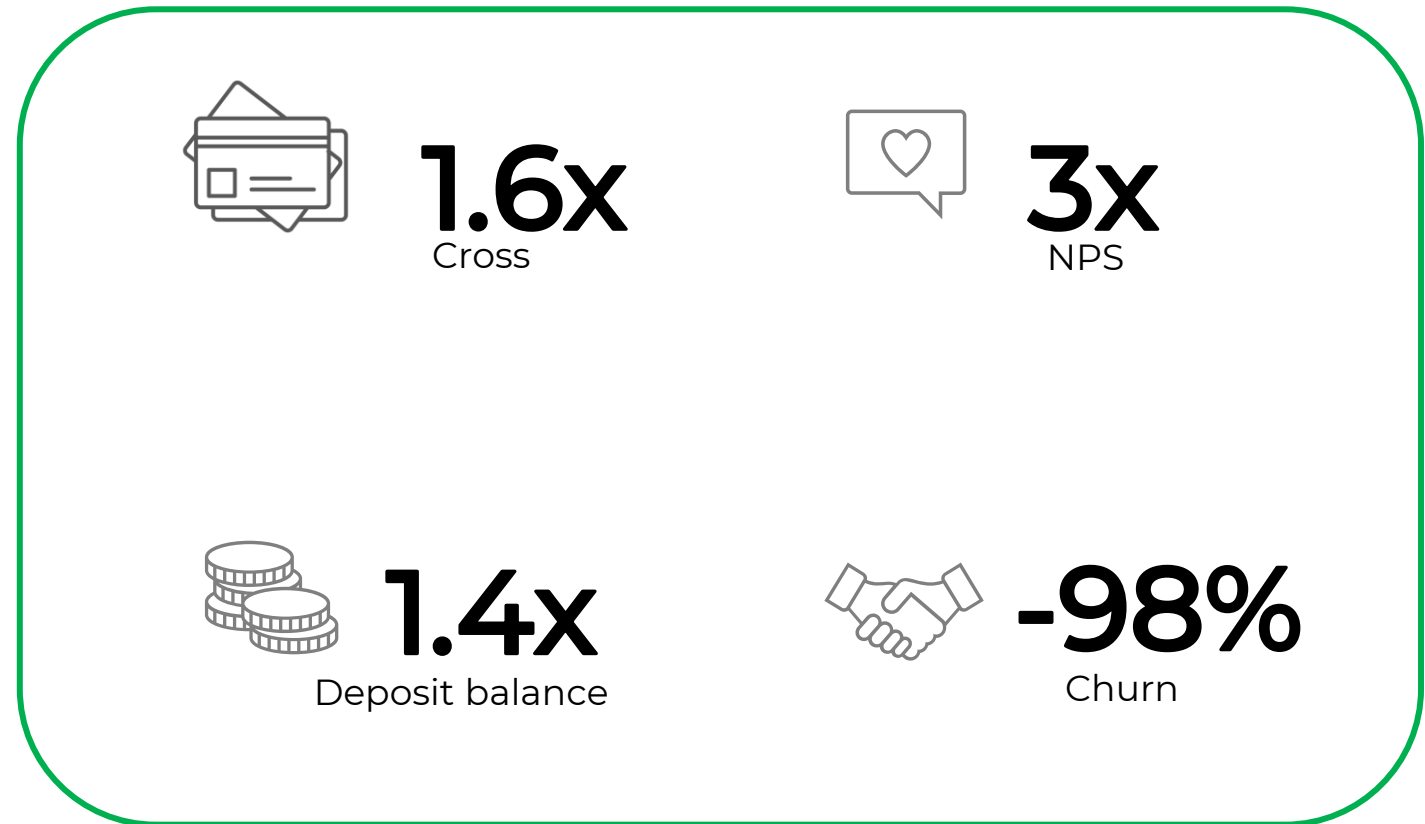 1.6x
Cross
3x
NPS
1.4x
Deposit balance
-98%
Churn